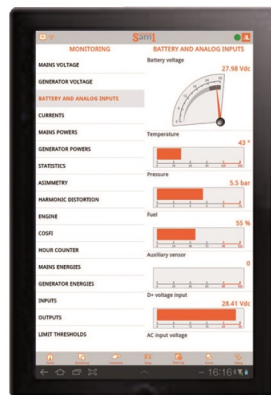 Sam1
MONITORING
MAINS VOLTAGE
GENERATOR VOLTAGE
BATTERY AND ANALOG INPUTS
CURRENTS
MAINS POWERS
GENERATOR POWERS
STATISTICS
ASIMMETRY
HARMONIC DISTORTION
ENGINE
COSFI
HOUR COUNTER
MAINS ENERGIES
GENERATOR ENERGIES
INPUTS
OUTPUTS
LIMIT THRESHOLDS
BATTERY AND ANALOG INPUTS
Battery voltage
27.98 Vdc
Temperature
43 °
Pressure
5.5 bar
Fuel
55 %
Auxiliary sensor
0
D+ voltage input
28.41 Vdc
AC input voltage
16:16